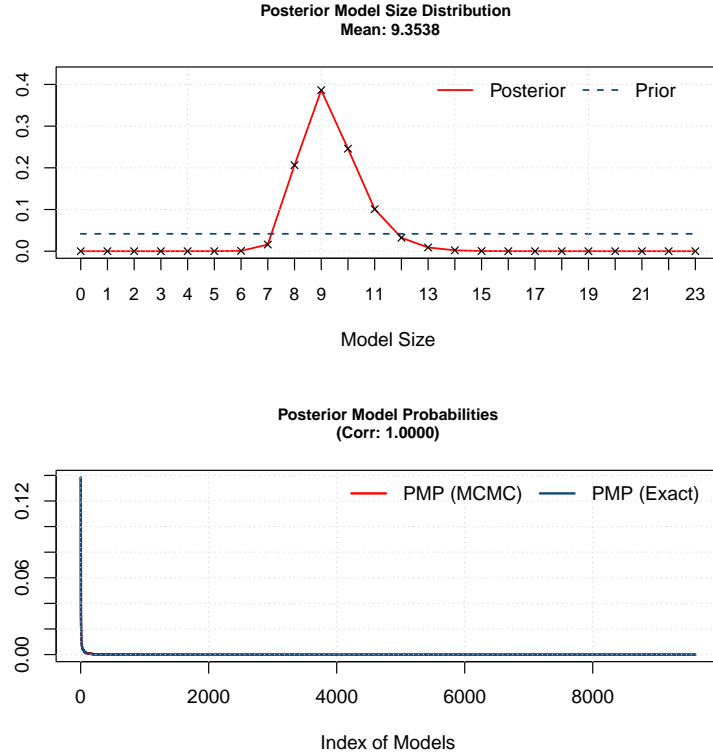 Posterior Model Size Distribution
Mean: 9.3538
Posterior Prior
0.0 0.1 0.2 0.3 0.4
0 1 2 3 4 5 6 7 8 9 11 13 15 17 19 21 23
Model Size
Posterior Model Probabilities
(Corr: 1.0000)
PMP (MCMC) PMP (Exact)
0.00 0.06 0.12
0 2000 4000 6000 8000
Index of Models